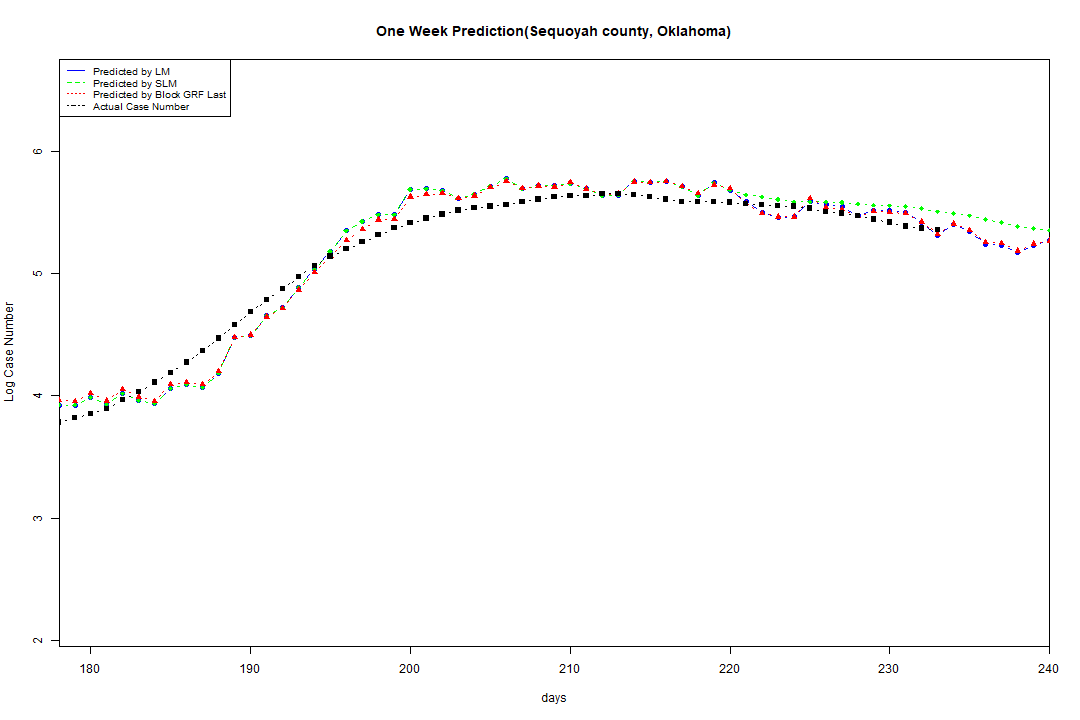 One Week Prediction(Sequoyah county, Oklahoma)
Predicted by LM
Predicted by SLM
Predicted by Block GRF Last
Actual Case Number
6
5
4
3
2
Log Case Number
180 190 200 210 220 230 240
days